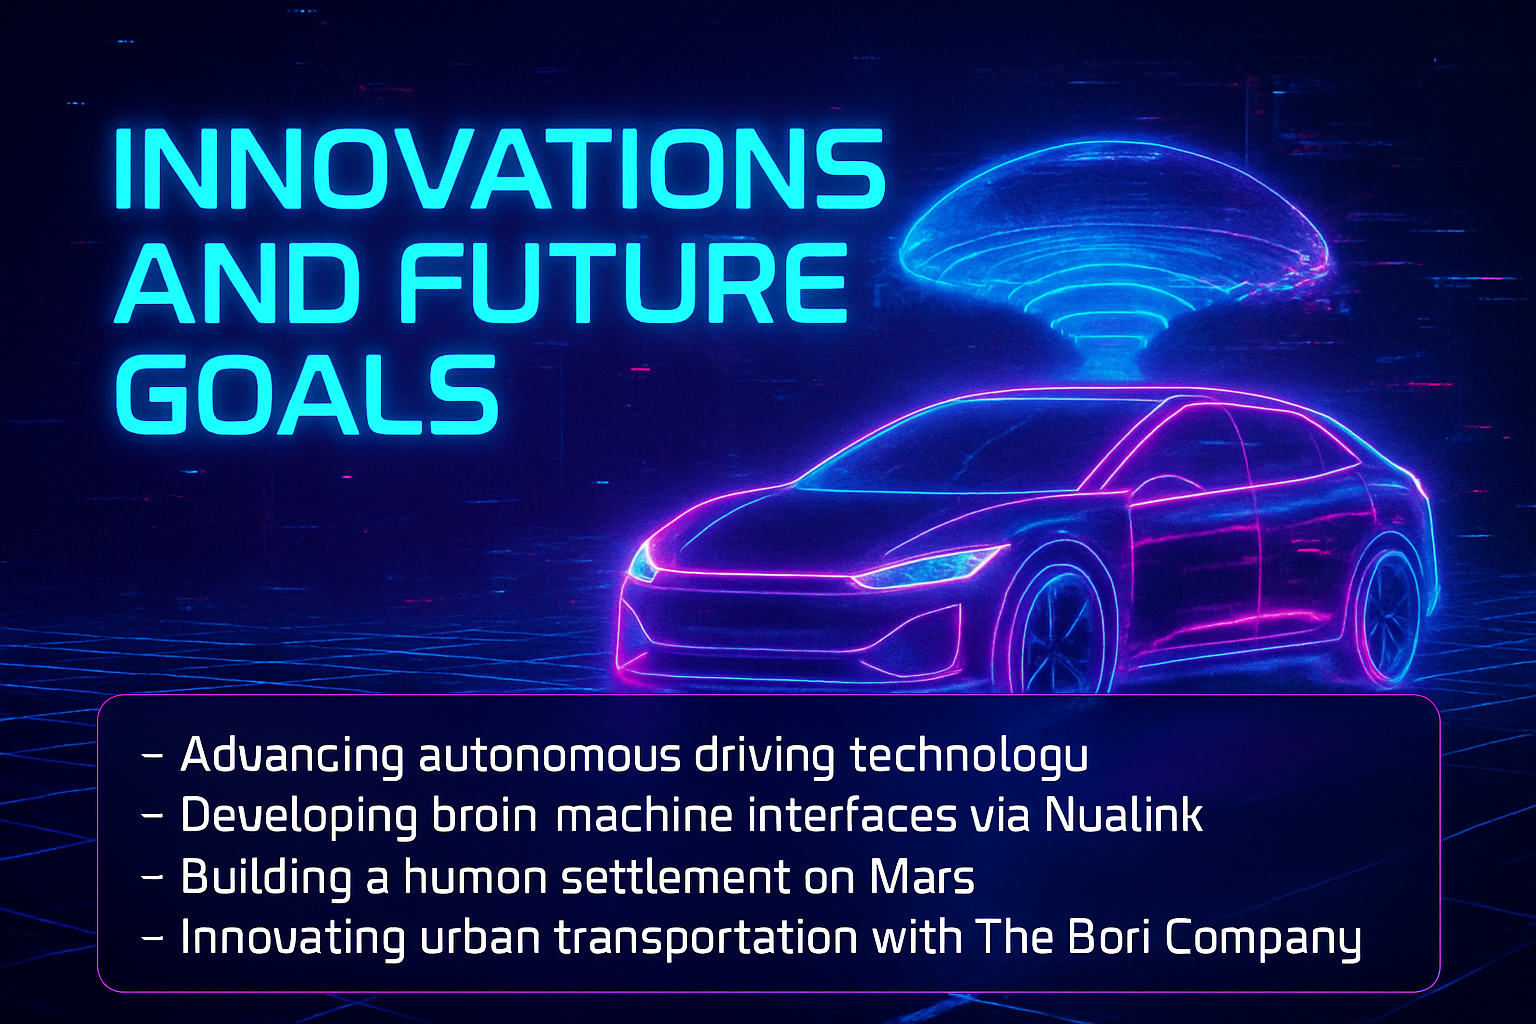 INNOVATIONS
AND FUTURE
GOALS
– Advancing autonomous driving technologu
– Developing broin machine interfaces via Nualink
– Building a humon settlement on Mars
– Innovating urban transportation with The Bori Company